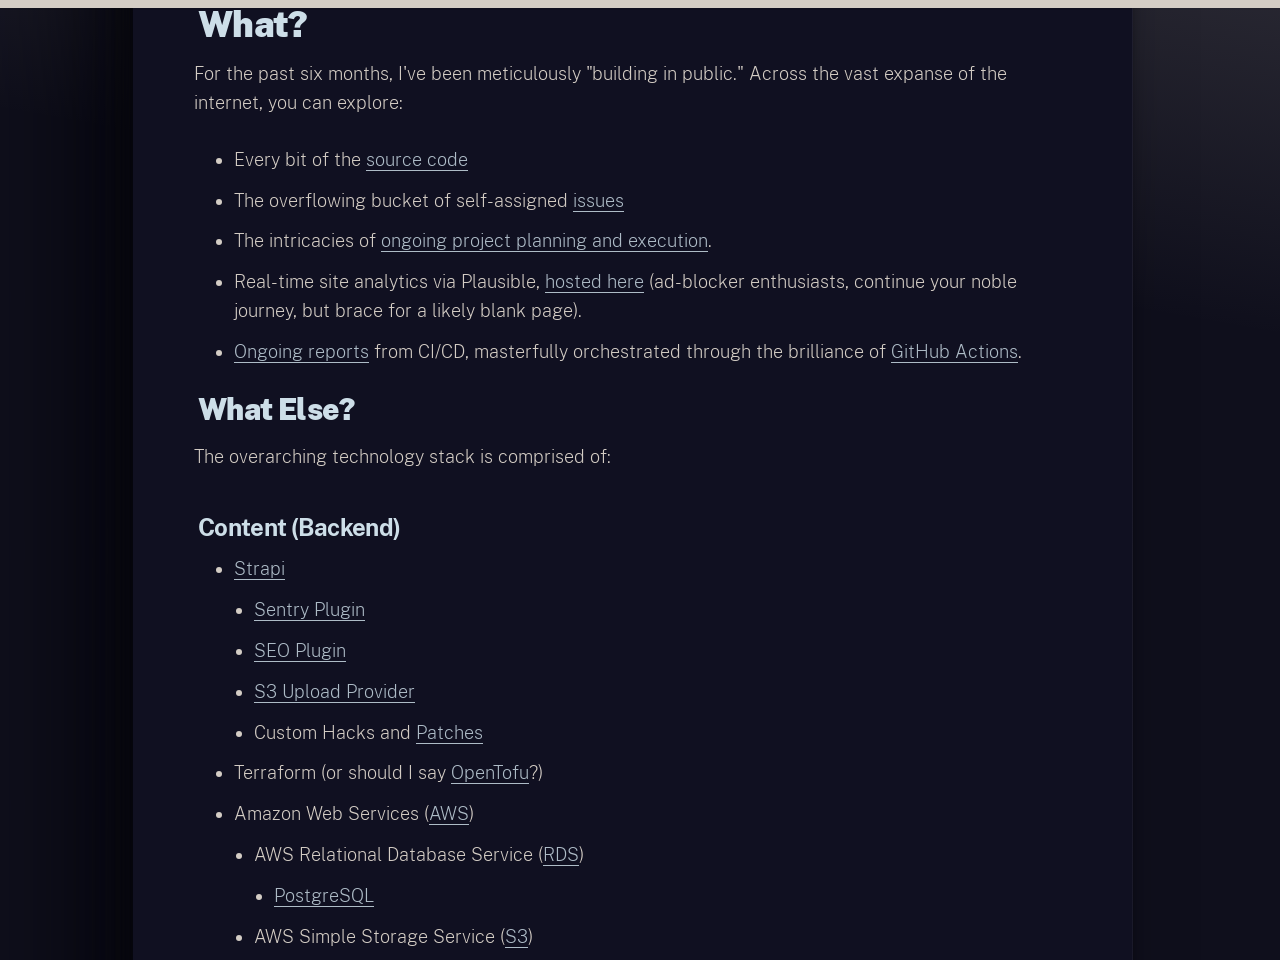 What?
For the past six months, I've been meticulously "building in public." Across the vast expanse of the
internet, you can explore:
Every bit of the source code
The overflowing bucket of self-assigned issues
The intricacies of ongoing project planning and execution.
Real-time site analytics via Plausible, hosted here (ad-blocker enthusiasts, continue your noble
journey, but brace for a likely blank page).
Ongoing reports from CI/CD, masterfully orchestrated through the brilliance of GitHub Actions.
What Else?
The overarching technology stack is comprised of:
Content (Backend)
Strapi
Sentry Plugin
SEO Plugin
S3 Upload Provider
Custom Hacks and Patches
Terraform (or should I say OpenTofu?)
Amazon Web Services (AWS)
AWS Relational Database Service (RDS)
PostgreSQL
AWS Simple Storage Service (S3)